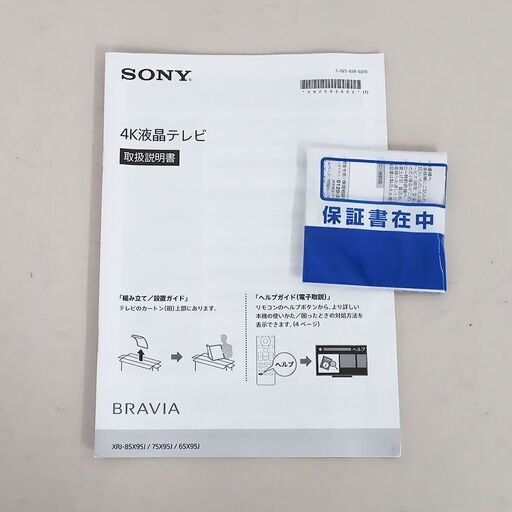 SONY
4K液晶テレビ
取扱説明書
保証書在中
「組み立て／設置ガイド」
テレビのカートン(箱)上部にあります。
「ヘルプガイド(電子取説)」
リモコンのヘルプボタンから、より詳しい
本機の使いかた／困ったときの対処方法を
表示できます。(4 ページ)
ヘルプ
ヘルプ
BRAVIA
XRJ-85X95J / 75X95J / 65X95J